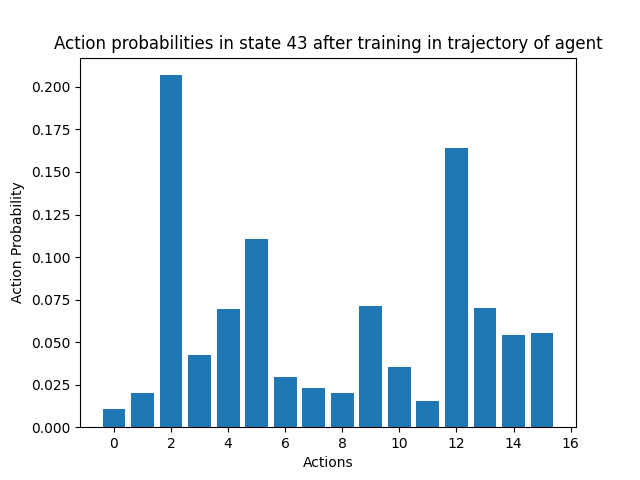 Action probabilities in state 43 after training in trajectory of agent
0.200
0.175
0.150
0.125
0.100
0.075
0.050
0.025
0.000
Action Probability
0 2 4 6 8 10 12 14 16
Actions